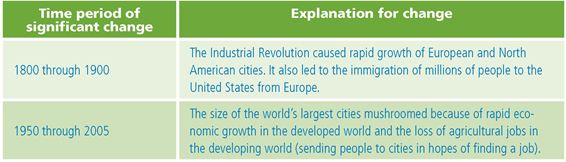 Time period of
significant change
Explanation for change
1800 through 1900
The Industrial Revolution caused rapid growth of European and North
American cities. It also led to the immigration of millions of people to the
United States from Europe.
1950 through 2005
The size of the world's largest cities mushroomed because of rapid eco-
nomic growth in the developed world and the loss of agricultural jobs in
the developing world (sending people to cities in hopes of finding a job).